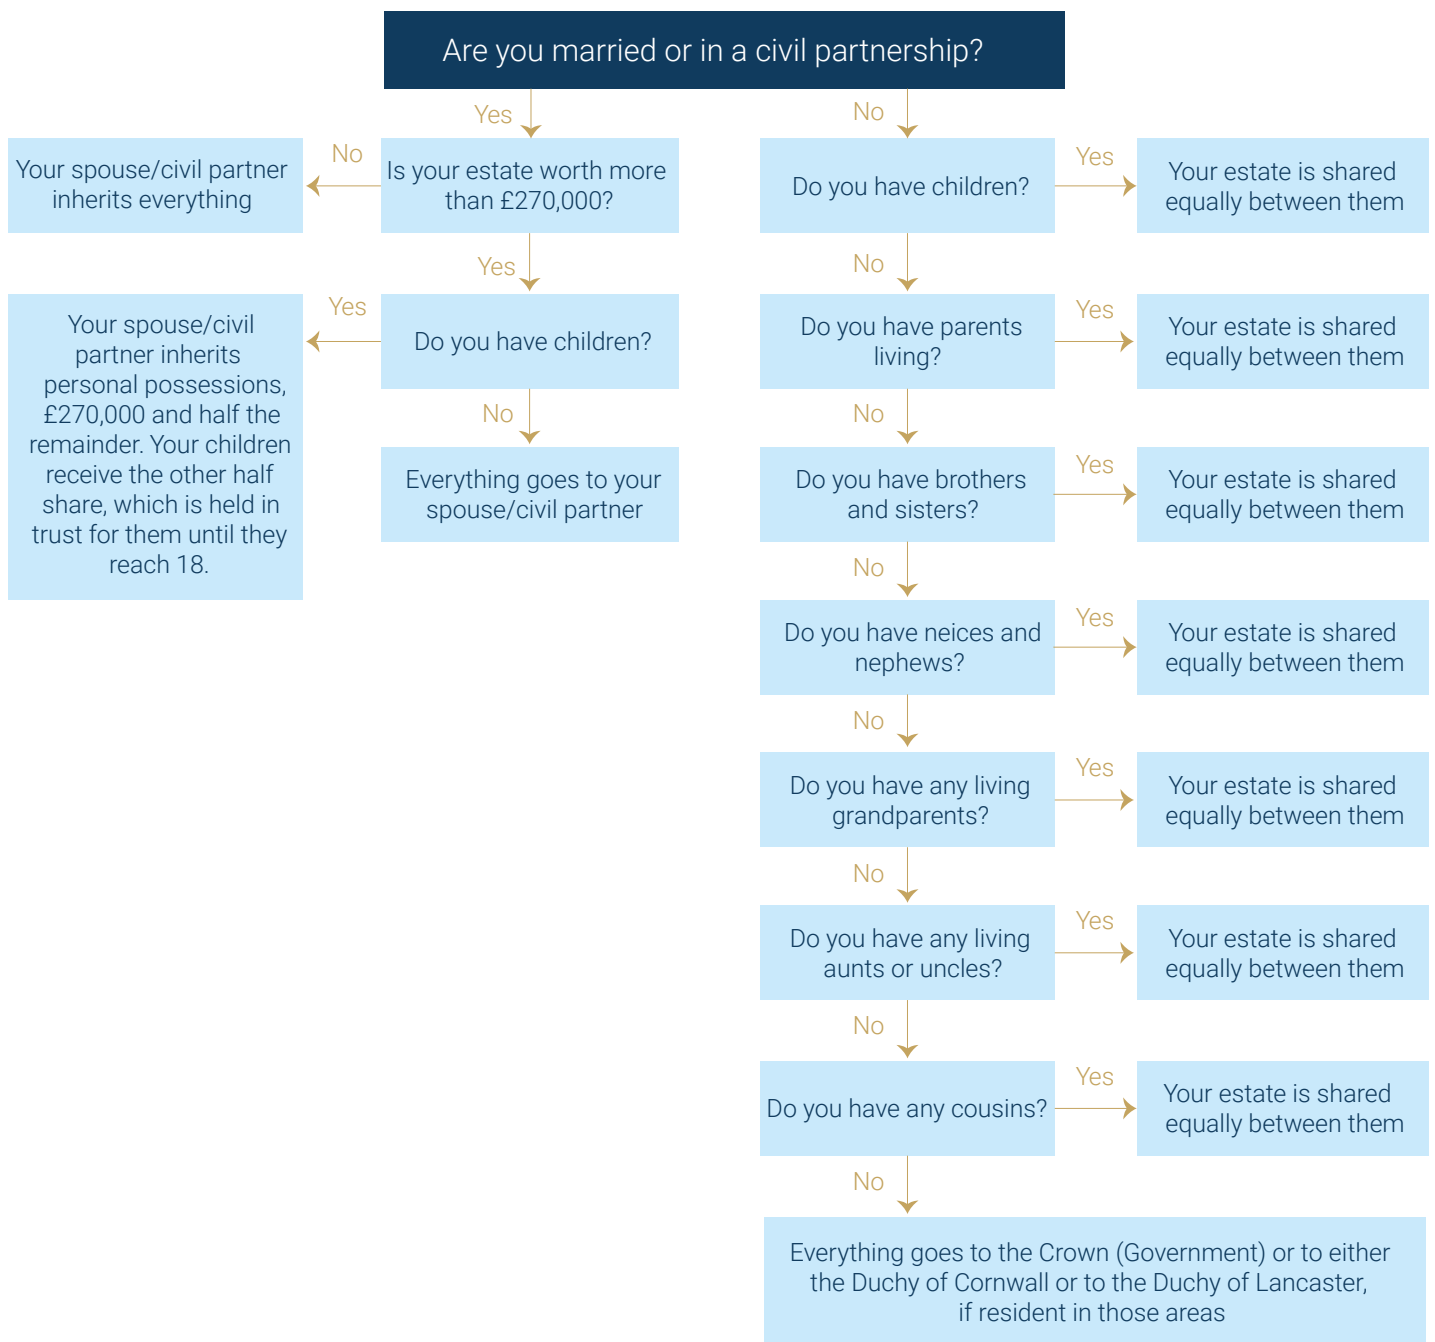 Are you married or in a civil partnership?
Yes
No
Your spouse/civil partner
inherits everything
No
Is your estate worth more
than £270,000?
Do you have children?
Yes
Your estate is shared
equally between them
Yes
No
Your spouse/civil
partner inherits
personal possessions,
£270,000 and half the
remainder. Your children
receive the other half
share, which is held in
trust for them until they
reach 18.
Yes
Do you have children?
No
Everything goes to your
spouse/civil partner
Do you have parents
living?
Yes
Your estate is shared
equally between them
No
Do you have brothers
and sisters?
Yes
Your estate is shared
equally between them
No
Do you have neices and
nephews?
Yes
Your estate is shared
equally between them
No
Do you have any living
grandparents?
Yes
Your estate is shared
equally between them
No
Do you have any living
aunts or uncles?
Yes
Your estate is shared
equally between them
No
Do you have any cousins?
Yes
Your estate is shared
equally between them
No
Everything goes to the Crown (Government) or to either
the Duchy of Cornwall or to the Duchy of Lancaster,
if resident in those areas